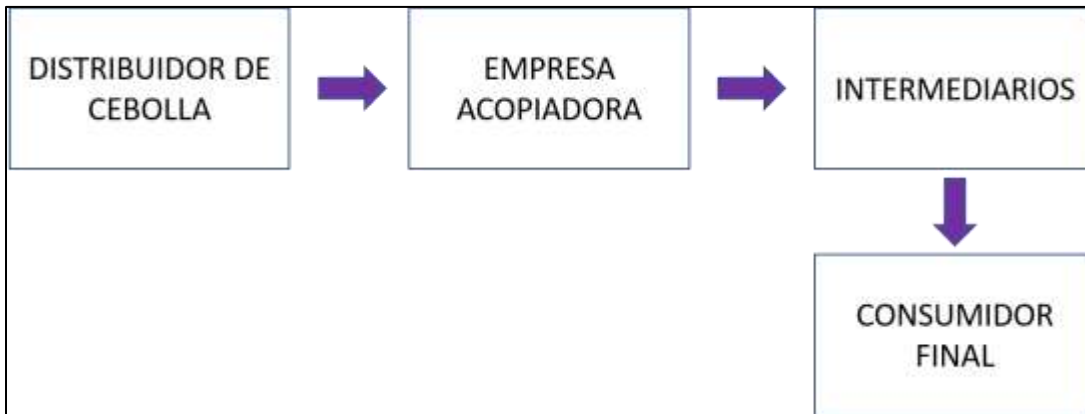 DISTRIBUIDOR DE
CEBOLLA
EMPRESA
ACOPIADORA
INTERMEDIARIOS
CONSUMIDOR
FINAL